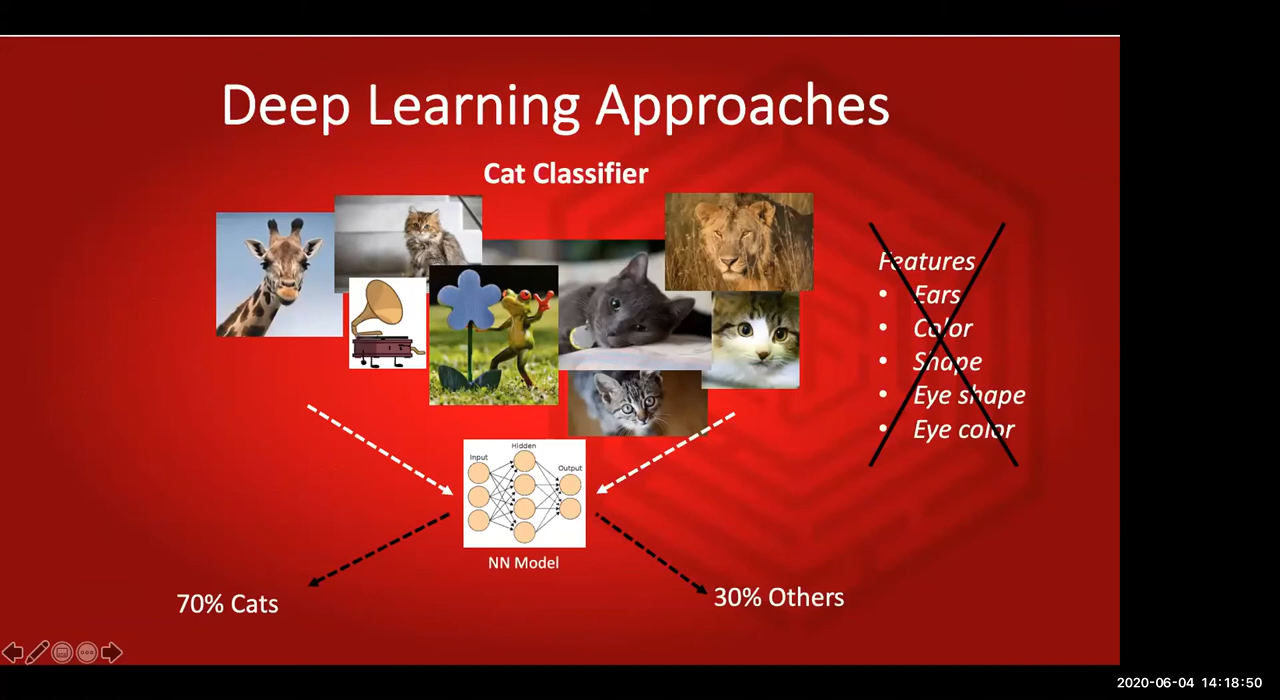 Deep Learning Approaches
Cat Classifier
Features
• Ears
• Color
• Shape
• Eye shape
• Eye color
Hidden
Input
Output
NN Model
70% Cats
30% Others
2020-06-04 14:18:50